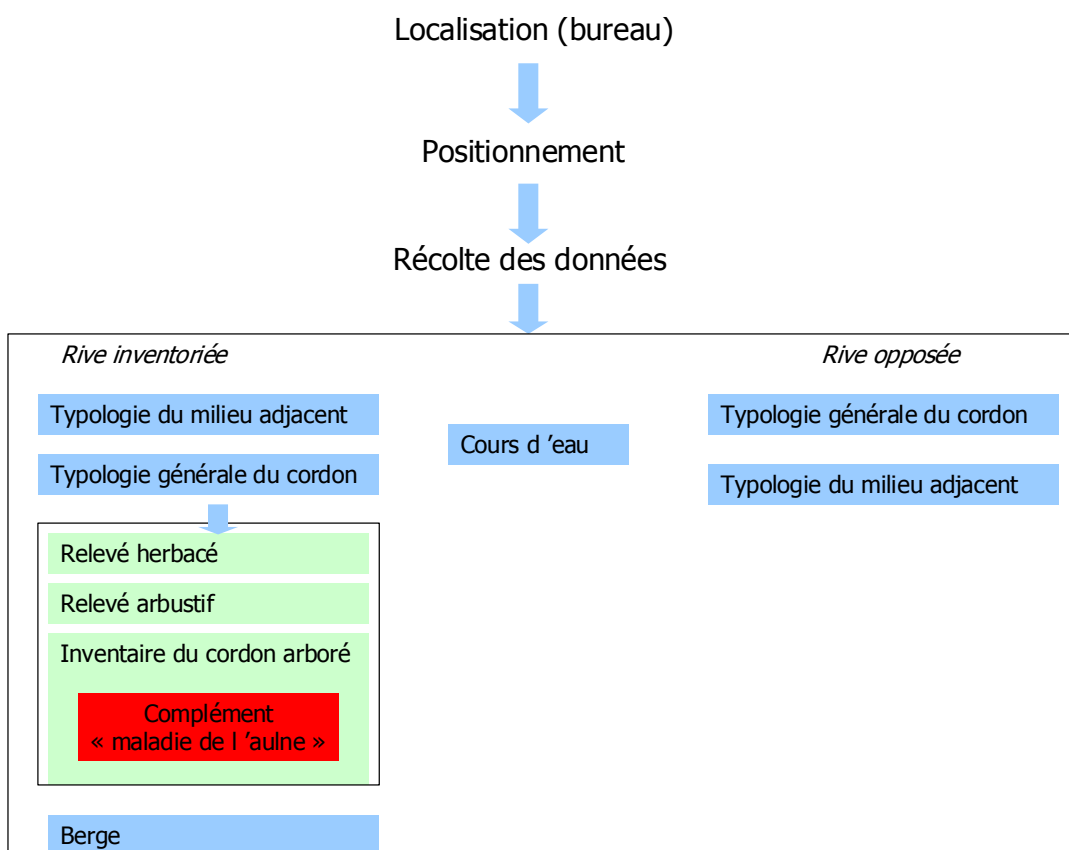 Localisation (bureau)
Positionnement
Récolte des données
Rive inventoriée
Rive opposée
Typologie du milieu adjacent
Typologie générale du cordon
Cours d ’eau
Typologie générale du cordon
Typologie du milieu adjacent
Relevé herbacé
Relevé arbustif
Inventaire du cordon arboré
Complément
« maladie de l ’aulne »
Berge